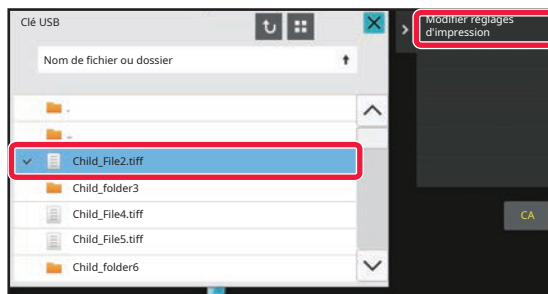 Clé USB
Modifier réglages
d'impression
Nom de fichier ou dossier
.
..
Child_File2.tiff
Child_folder3
Child_File4.tiff
CA
Child_File5.tiff
Child_folder6